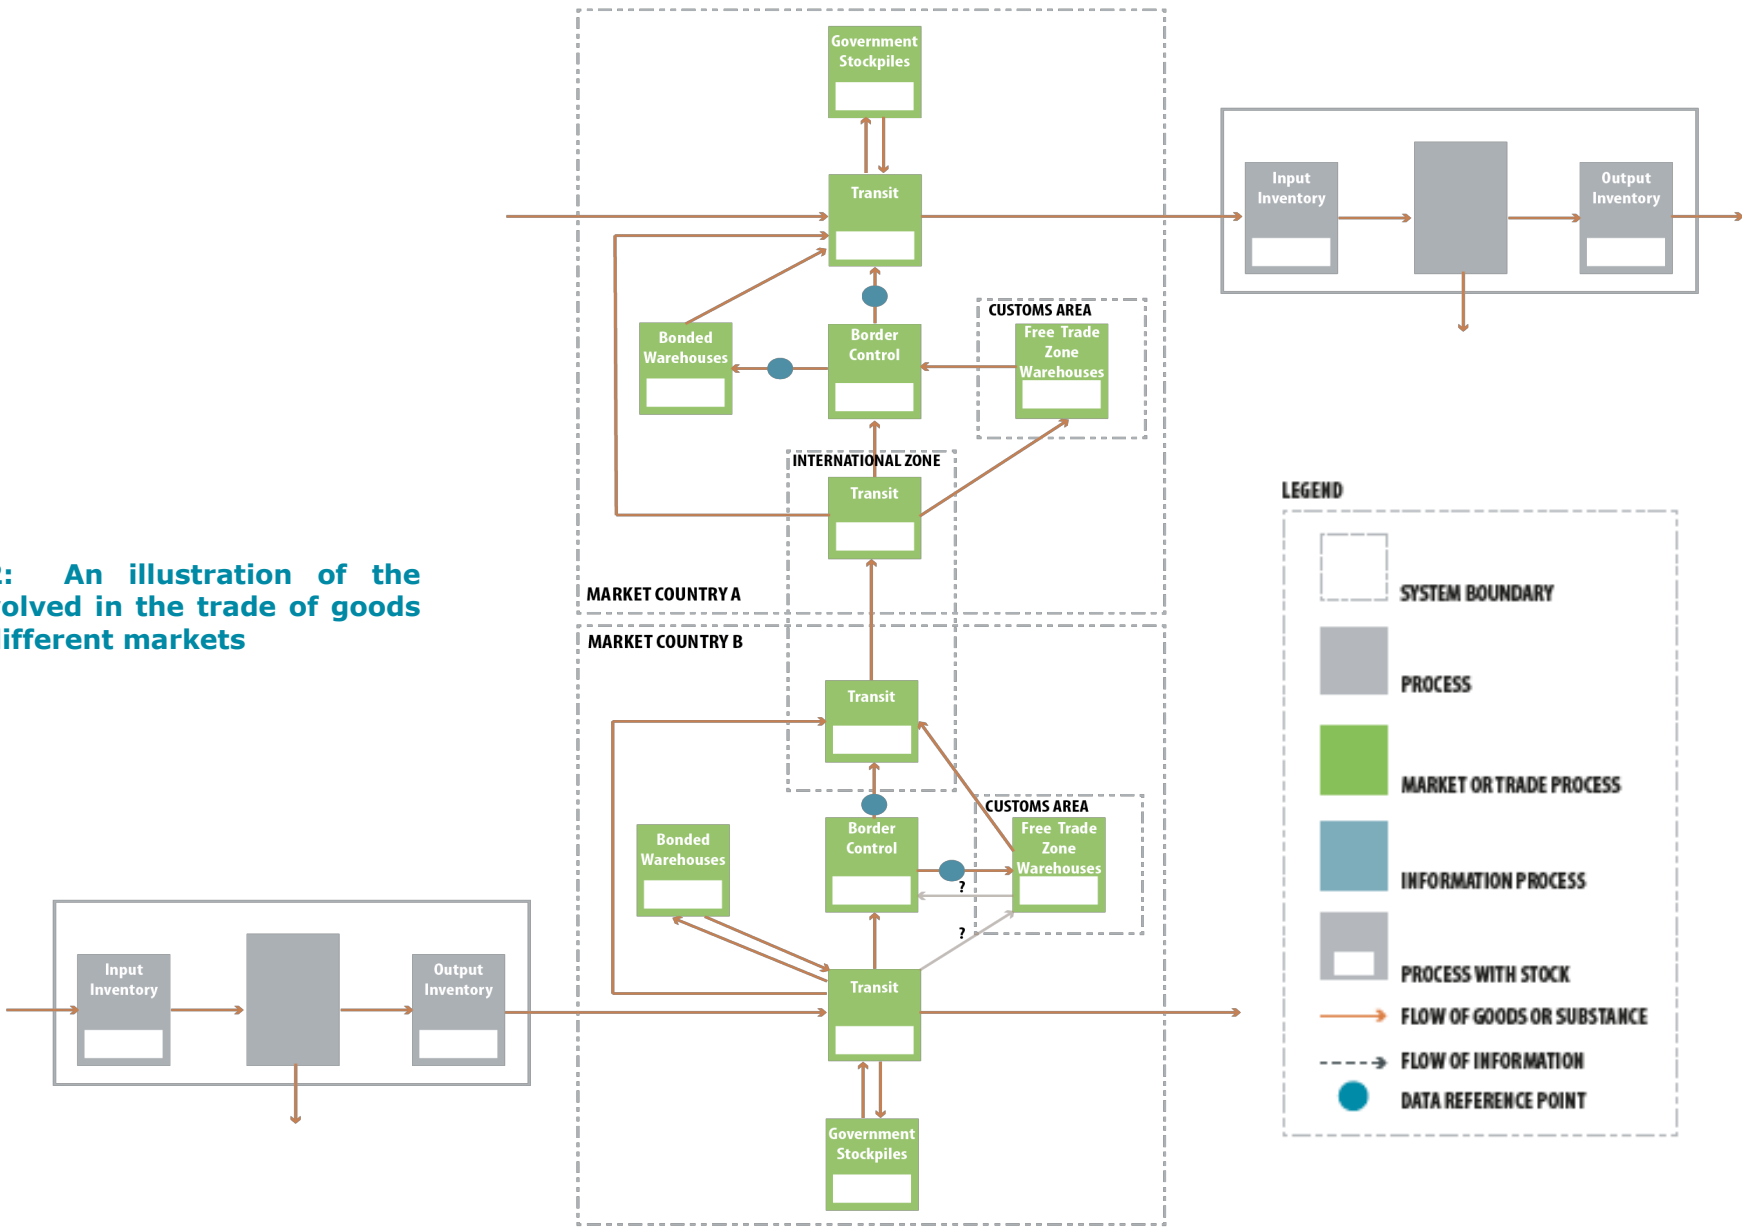 Government
Stockpiles
Transit
Input
Inventory
Output
Inventory
CUSTOMS AREA
Bonded
Warehouses
Border
Control
Free Trade
Zone
Warehouses
INTERNATIONAL ZONE
Transit
MARKET COUNTRY A
2: An illustration of the
volved in the trade of goods
different markets
MARKET COUNTRY B
Transit
CUSTOMS AREA
Bonded
Warehouses
Border
Control
Free Trade
Zone
Warehouses
?
?
Input
Inventory
Output
Inventory
Transit
Government
Stockpiles
LEGEND
SYSTEM BOUNDARY
PROCESS
MARKET OR TRADE PROCESS
INFORMATION PROCESS
PROCESS WITH STOCK
FLOW OF GOODS OR SUBSTANCE
FLOW OF INFORMATION
DATA REFERENCE POINT